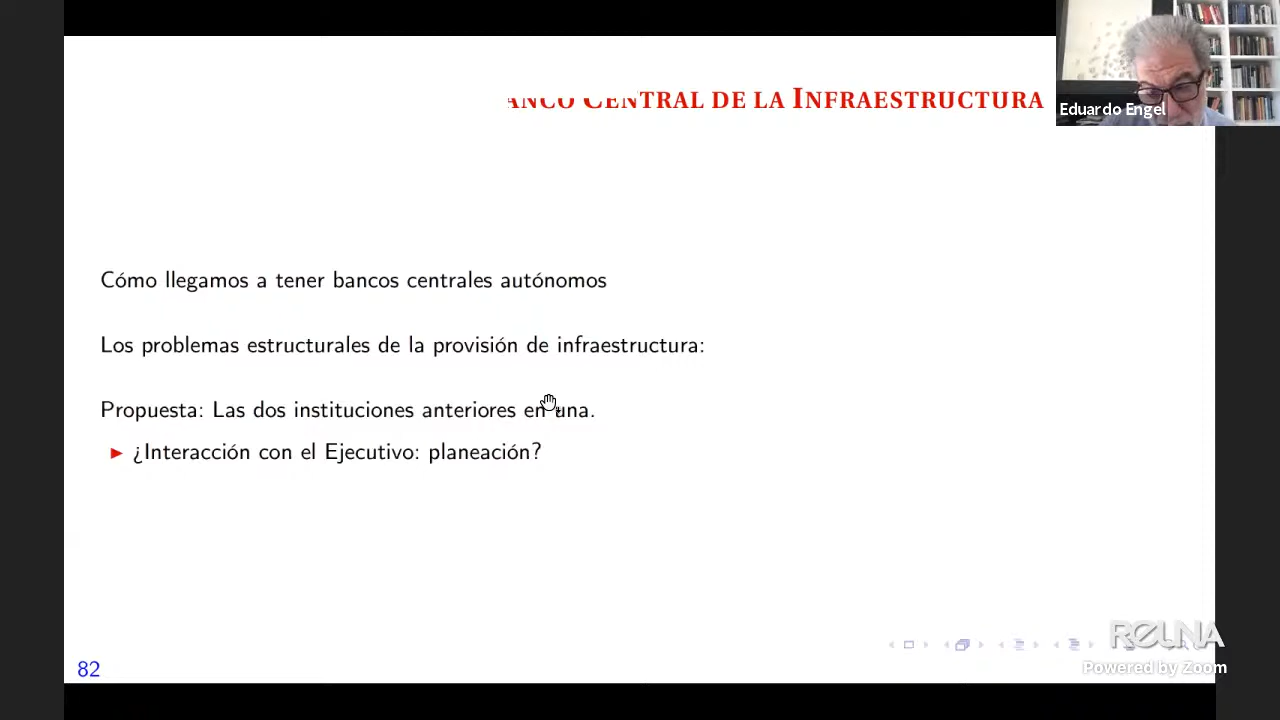 CENTRAL DE LA INFRAESTRUCTURA
Eduardo Engel
Cómo llegamos a tener bancos centrales autónomos
Los problemas estructurales de la provisión de infraestructura:
Propuesta: Las dos instituciones anteriores en una.
► ¿Interacción con el Ejecutivo: planeación?
82
REUNA
Powered by Zoom